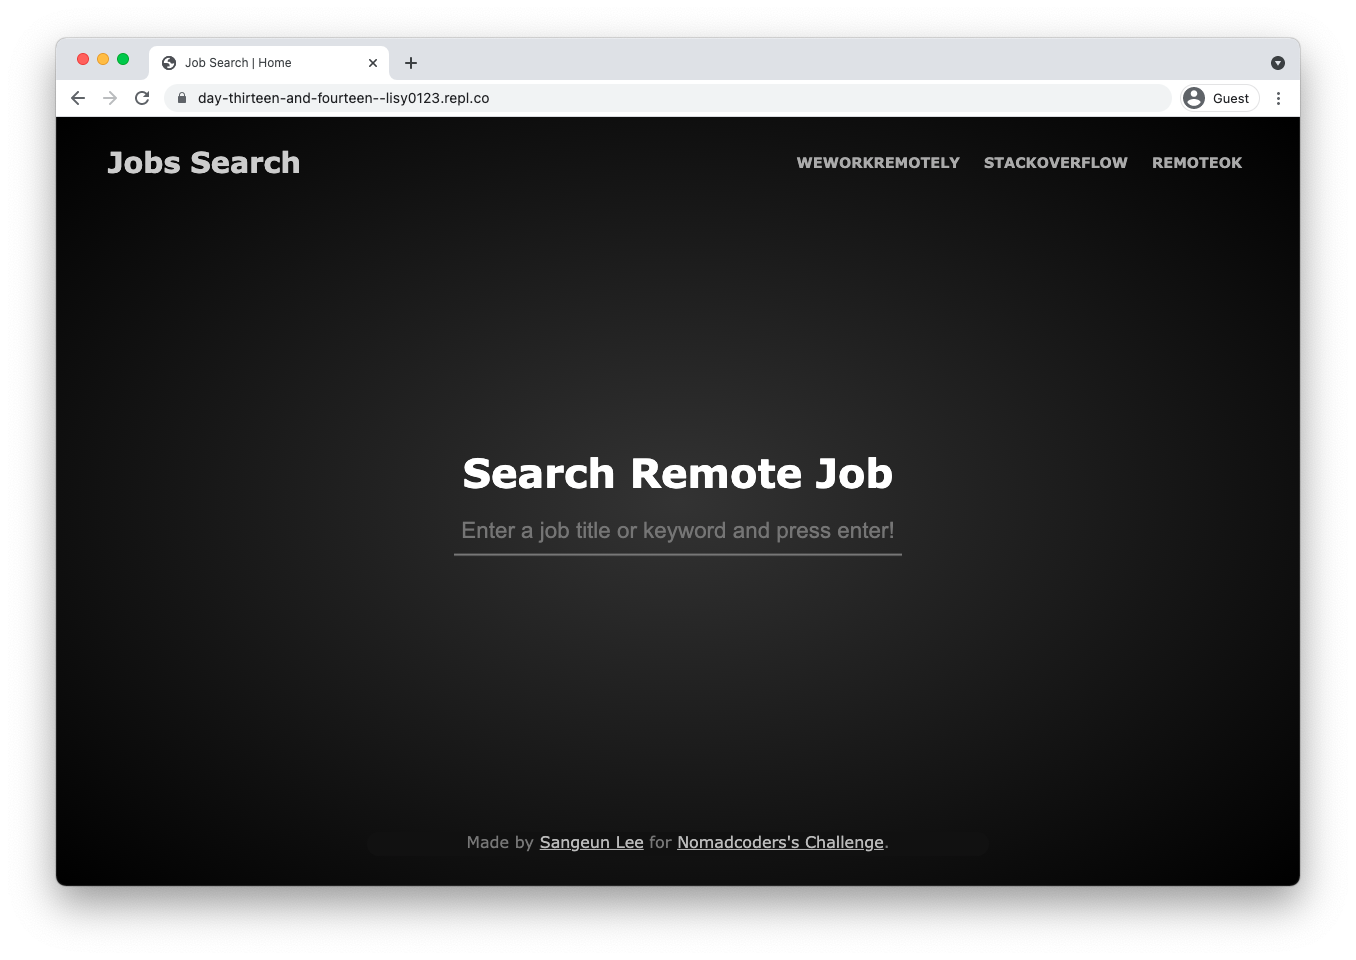 Job Search | Home
day-thirteen-and-fourteen--lisy0123.repl.co
Guest
Jobs Search
WEWORKREMOTELY STACKOVERFLOW REMOTEOK
Search Remote Job
Enter a job title or keyword and press enter!
Made by Sangeun Lee for Nomadcoders's Challenge.